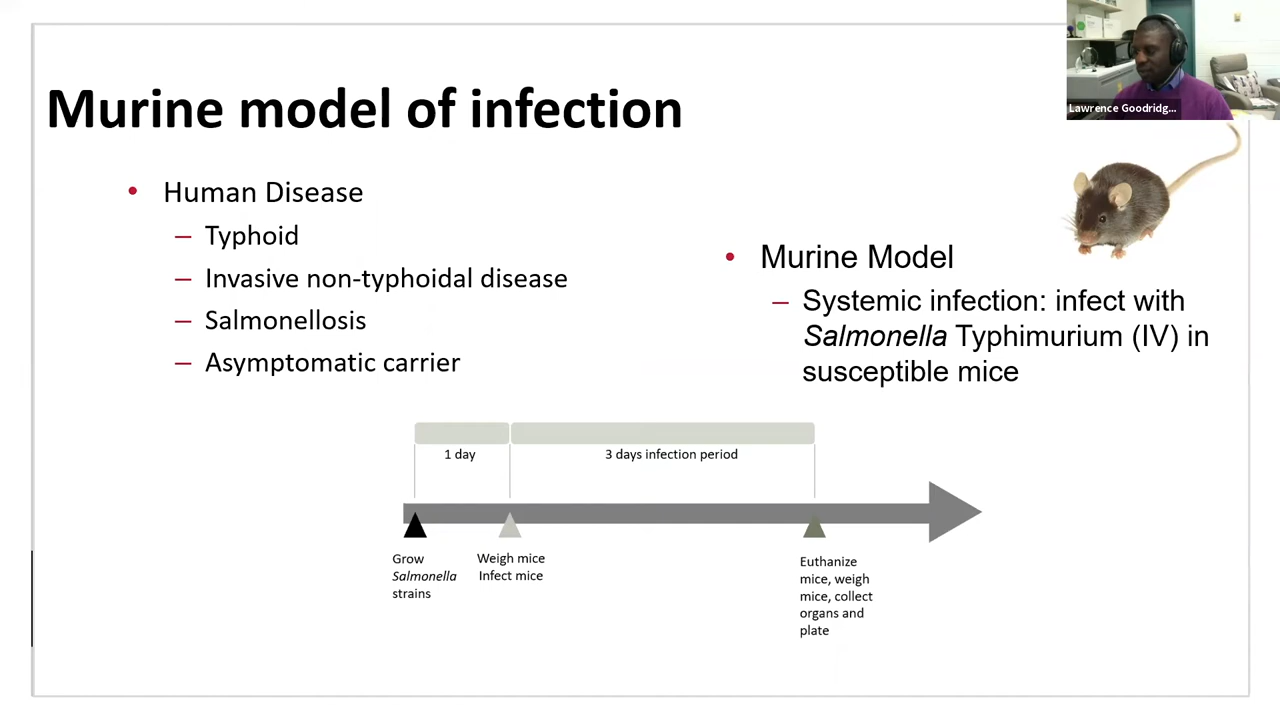 Murine model of infection
Lawrence Goodridg...
• Human Disease
– Typhoid
– Invasive non-typhoidal disease
– Salmonellosis
– Asymptomatic carrier
• Murine Model
– Systemic infection: infect with
Salmonella Typhimurium (IV) in
susceptible mice
1 day
3 days infection period
Grow
Salmonella
strains
Weigh mice
Infect mice
Euthanize
mice, weigh
mice, collect
organs and
plate